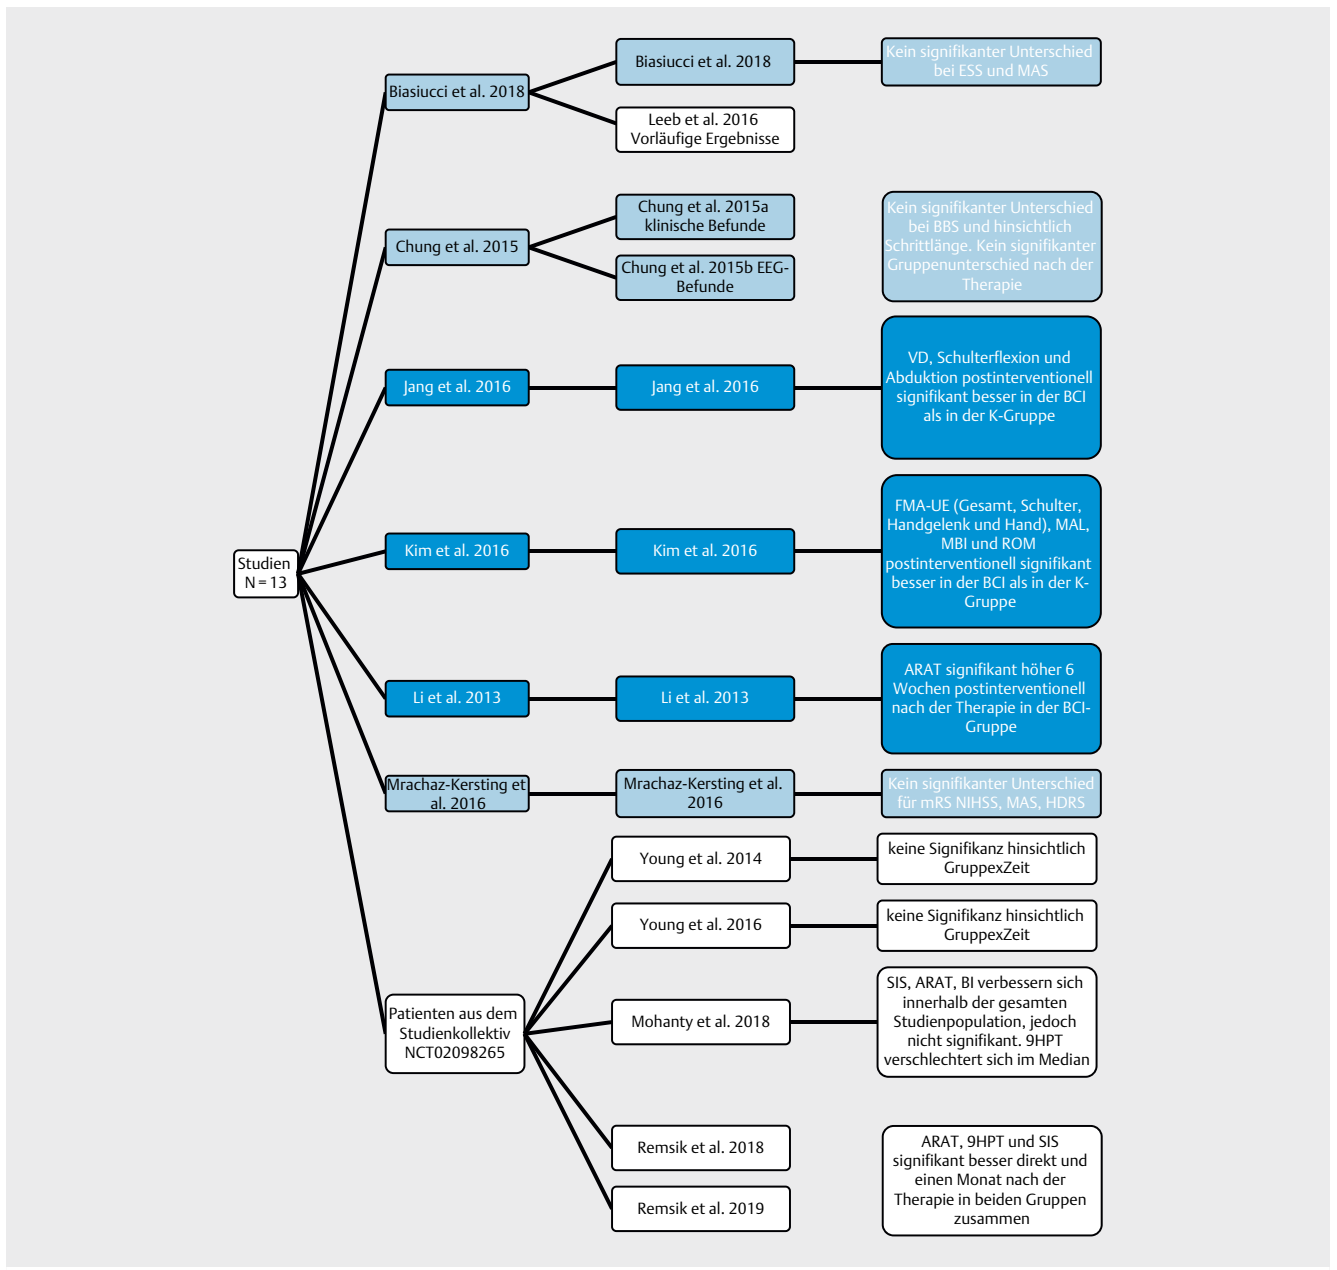 Studien
N = 13
Biasiucci et al. 2018
Biasiucci et al. 2018
Kein signifikanter Unterschied
bei ESS und MAS
Leeb et al. 2016
Vorläufige Ergebnisse
Chung et al. 2015
Chung et al. 2015a
klinische Befunde
Chung et al. 2015b EEG-
Befunde
Kein signifikanter Unterschied
bei BBS und hinsichtlich
Schrittlänge. Kein signifikanter
Gruppenunterschied nach der
Therapie
Jang et al. 2016
Jang et al. 2016
VD, Schulterflexion und
Abduktion postinterventionell
signifikant besser in der BCI
als in der K-Gruppe
Kim et al. 2016
Kim et al. 2016
FMA-UE (Gesamt, Schulter,
Handgelenk und Hand), MAL,
MBI und ROM
postinterventionell signifikant
besser in der BCI als in der K-
Gruppe
Li et al. 2013
Li et al. 2013
ARAT signifikant höher 6
Wochen postinterventionell
nach der Therapie in der BCI-
Gruppe
Mrachaz-Kersting et
al. 2016
Mrachaz-Kersting et al.
2016
Kein signifikanter Unterschied
für mRS NIHSS, MAS, HDRS
Patienten aus dem
Studienkollektiv
NCT02098265
Young et al. 2014
keine Signifikanz hinsichtlich
GruppexZeit
Young et al. 2016
keine Signifikanz hinsichtlich
GruppexZeit
Mohanty et al. 2018
SIS, ARAT, BI verbessern sich
innerhalb der gesamten
Studienpopulation, jedoch
nicht signifikant. 9HPT
verschlechtert sich im Median
Remsik et al. 2018
Remsik et al. 2019
ARAT, 9HPT und SIS
signifikant besser direkt und
einen Monat nach der
Therapie in beiden Gruppen
zusammen